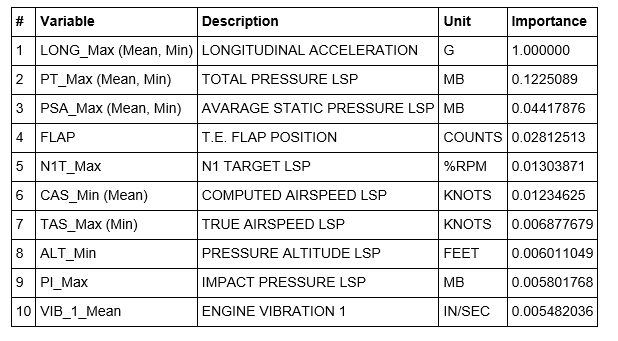 # Variable Description Unit Importance
1 LONG_Max (Mean, Min) LONGITUDINAL ACCELERATION G 1.000000
2 PT_Max (Mean, Min) TOTAL PRESSURE LSP MB 0.1225089
3 PSA_Max (Mean, Min) AVARAGE STATIC PRESSURE LSP MB 0.04417876
4 FLAP T.E. FLAP POSITION COUNTS 0.02812513
5 N1T_Max N1 TARGET LSP %RPM 0.01303871
6 CAS_Min (Mean) COMPUTED AIRSPEED LSP KNOTS 0.01234625
7 TAS_Max (Min) TRUE AIRSPEED LSP KNOTS 0.006877679
8 ALT_Min PRESSURE ALTITUDE LSP FEET 0.006011049
9 PI_Max IMPACT PRESSURE LSP MB 0.005801768
10 VIB_1_Mean ENGINE VIBRATION 1 IN/SEC 0.005482036